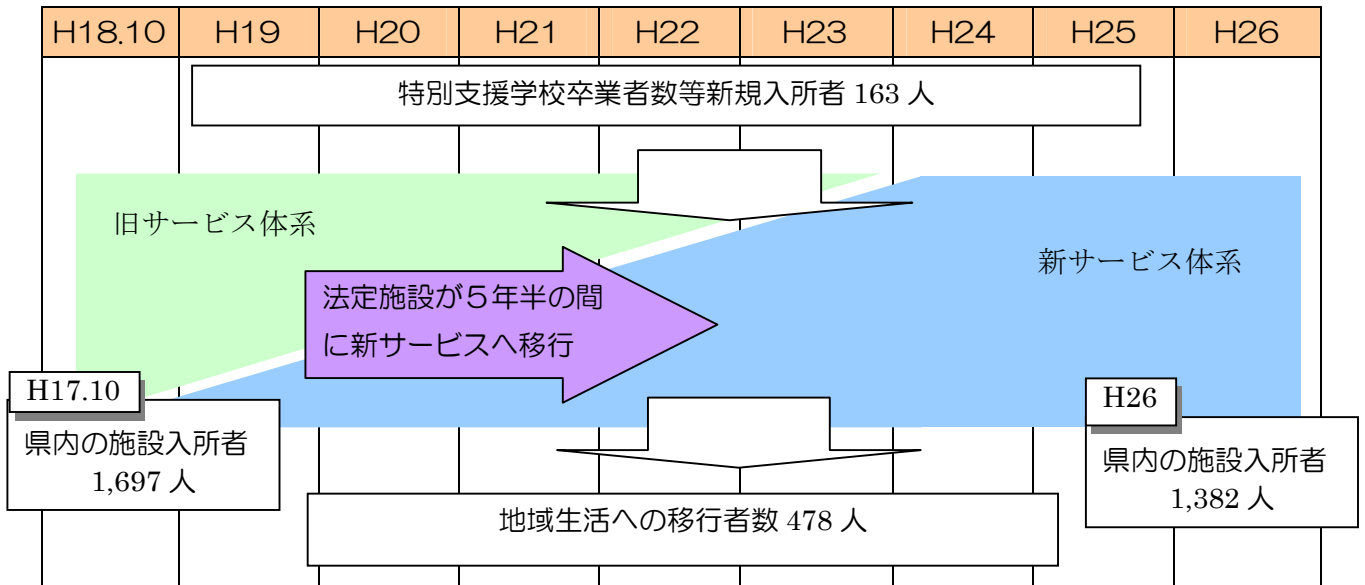 H18.10 H19 H20 H21 H22 H23 H24 H25 H26
特別支援学校卒業者数等新規入所者 163 人
旧サービス体系
新サービス体系
法定施設が５年半の間
に新サービスへ移行
H17.10
県内の施設入所者
1,697 人
H26
県内の施設入所者
1,382 人
地域生活への移行者数 478 人